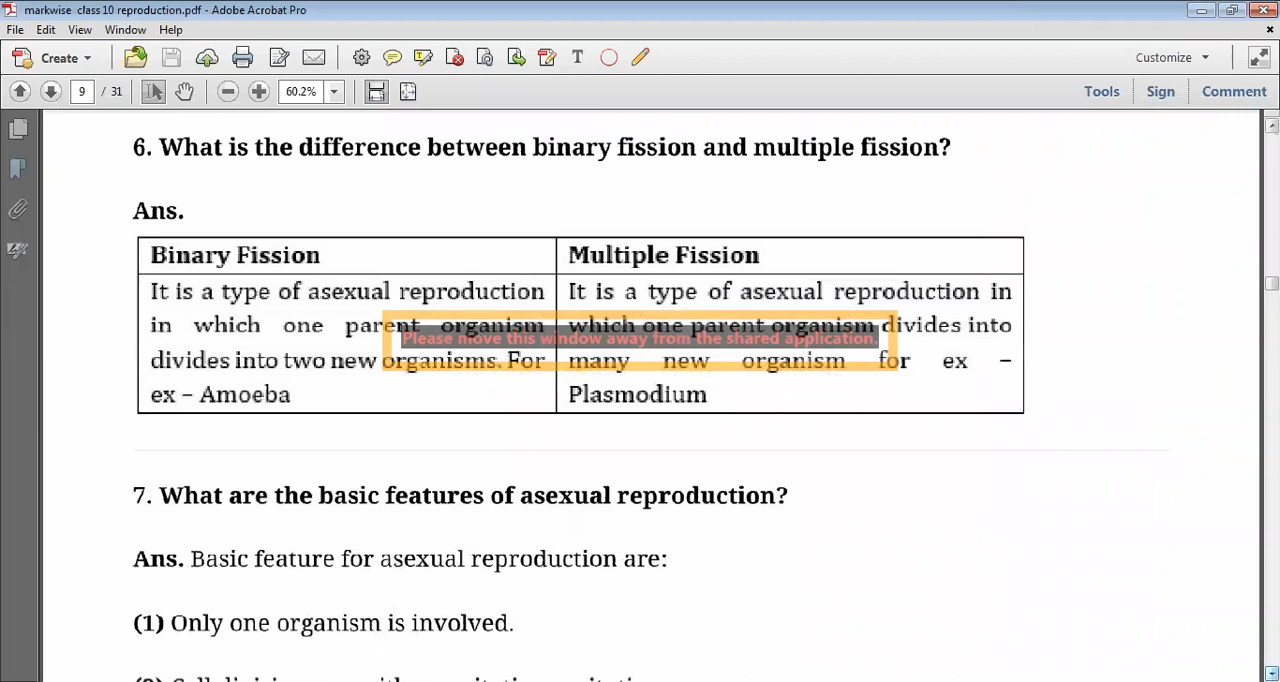 markwise class 10 reproduction.pdf - Adobe Acrobat Pro
File Edit View Window Help
Create
Customize
9 / 31
60.2%
Tools Sign Comment
6. What is the difference between binary fission and multiple fission?
Ans.
Binary Fission
It is a type of asexual reproduction
in which one parent organism
divides into two new organisms. For
ex – Amoeba
Multiple Fission
It is a type of asexual reproduction in
which one parent organism divides into
many new organism for ex –
Plasmodium
Please move this window away from the shared application.
7. What are the basic features of asexual reproduction?
Ans. Basic feature for asexual reproduction are:
(1) Only one organism is involved.